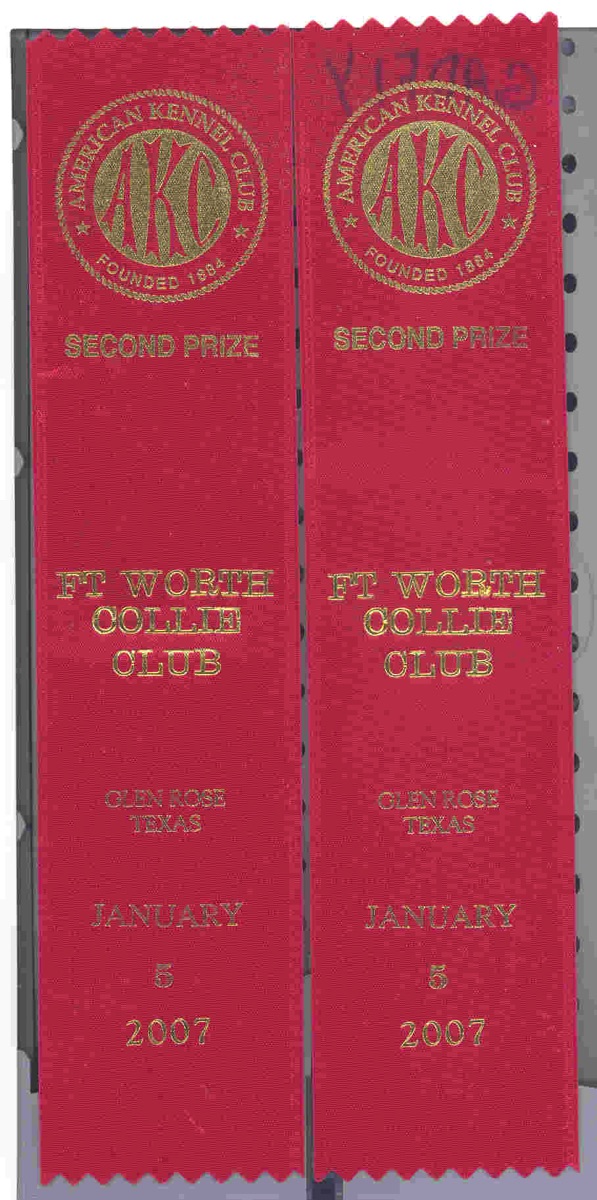 AMERICAN KENNEL CLUB
AKC
FOUNDED 1884
SECOND PRIZE
FT WORTH
COLLIE
CLUB
GLEN ROSE
TEXAS
JANUARY
5
2007
AMERICAN KENNEL CLUB
AKC
FOUNDED 1884
SECOND PRIZE
FT WORTH
COLLIE
CLUB
GLEN ROSE
TEXAS
JANUARY
5
2007